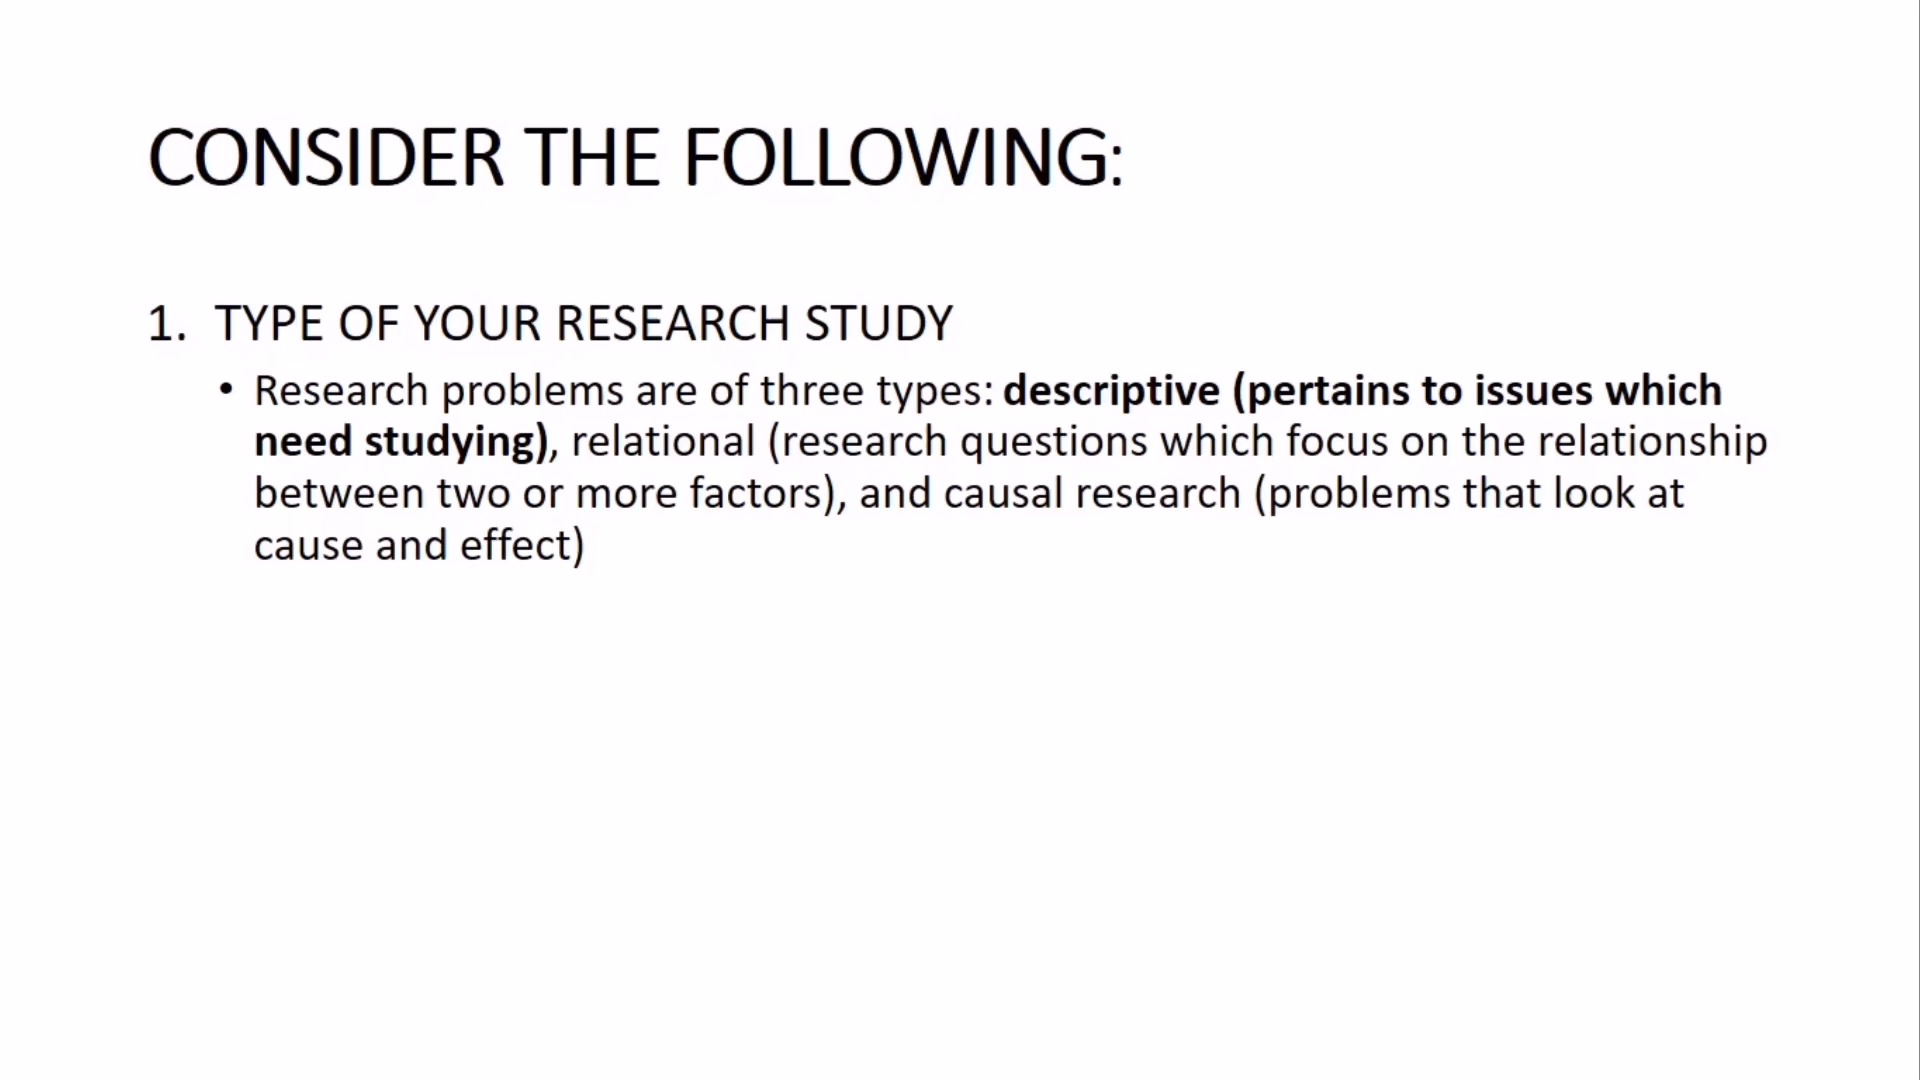 CONSIDER THE FOLLOWING:
1. TYPE OF YOUR RESEARCH STUDY
• Research problems are of three types: descriptive (pertains to issues which
need studying), relational (research questions which focus on the relationship
between two or more factors), and causal research (problems that look at
cause and effect)